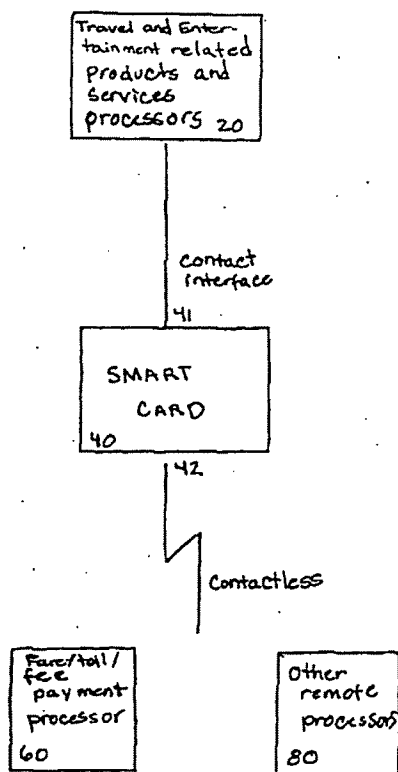 Travel and Enter-
tainment related
products and
services
processors 20
Contact
interface
41
SMART
CARD
40
42
Contactless
Fare/toll/
fee
payment
processor
60
Other
remote
processors
80